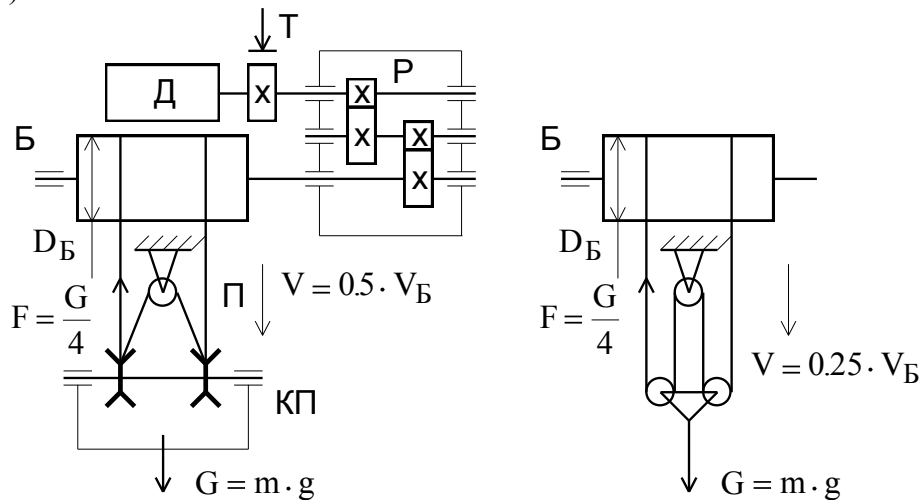 )
Т
Р
Д
х
х
х
х
х
Б
D_Б
F = G/4
П
V = 0.5 · V_Б
КП
G = m · g
Б
D_Б
F = G/4
V = 0.25 · V_Б
G = m · g